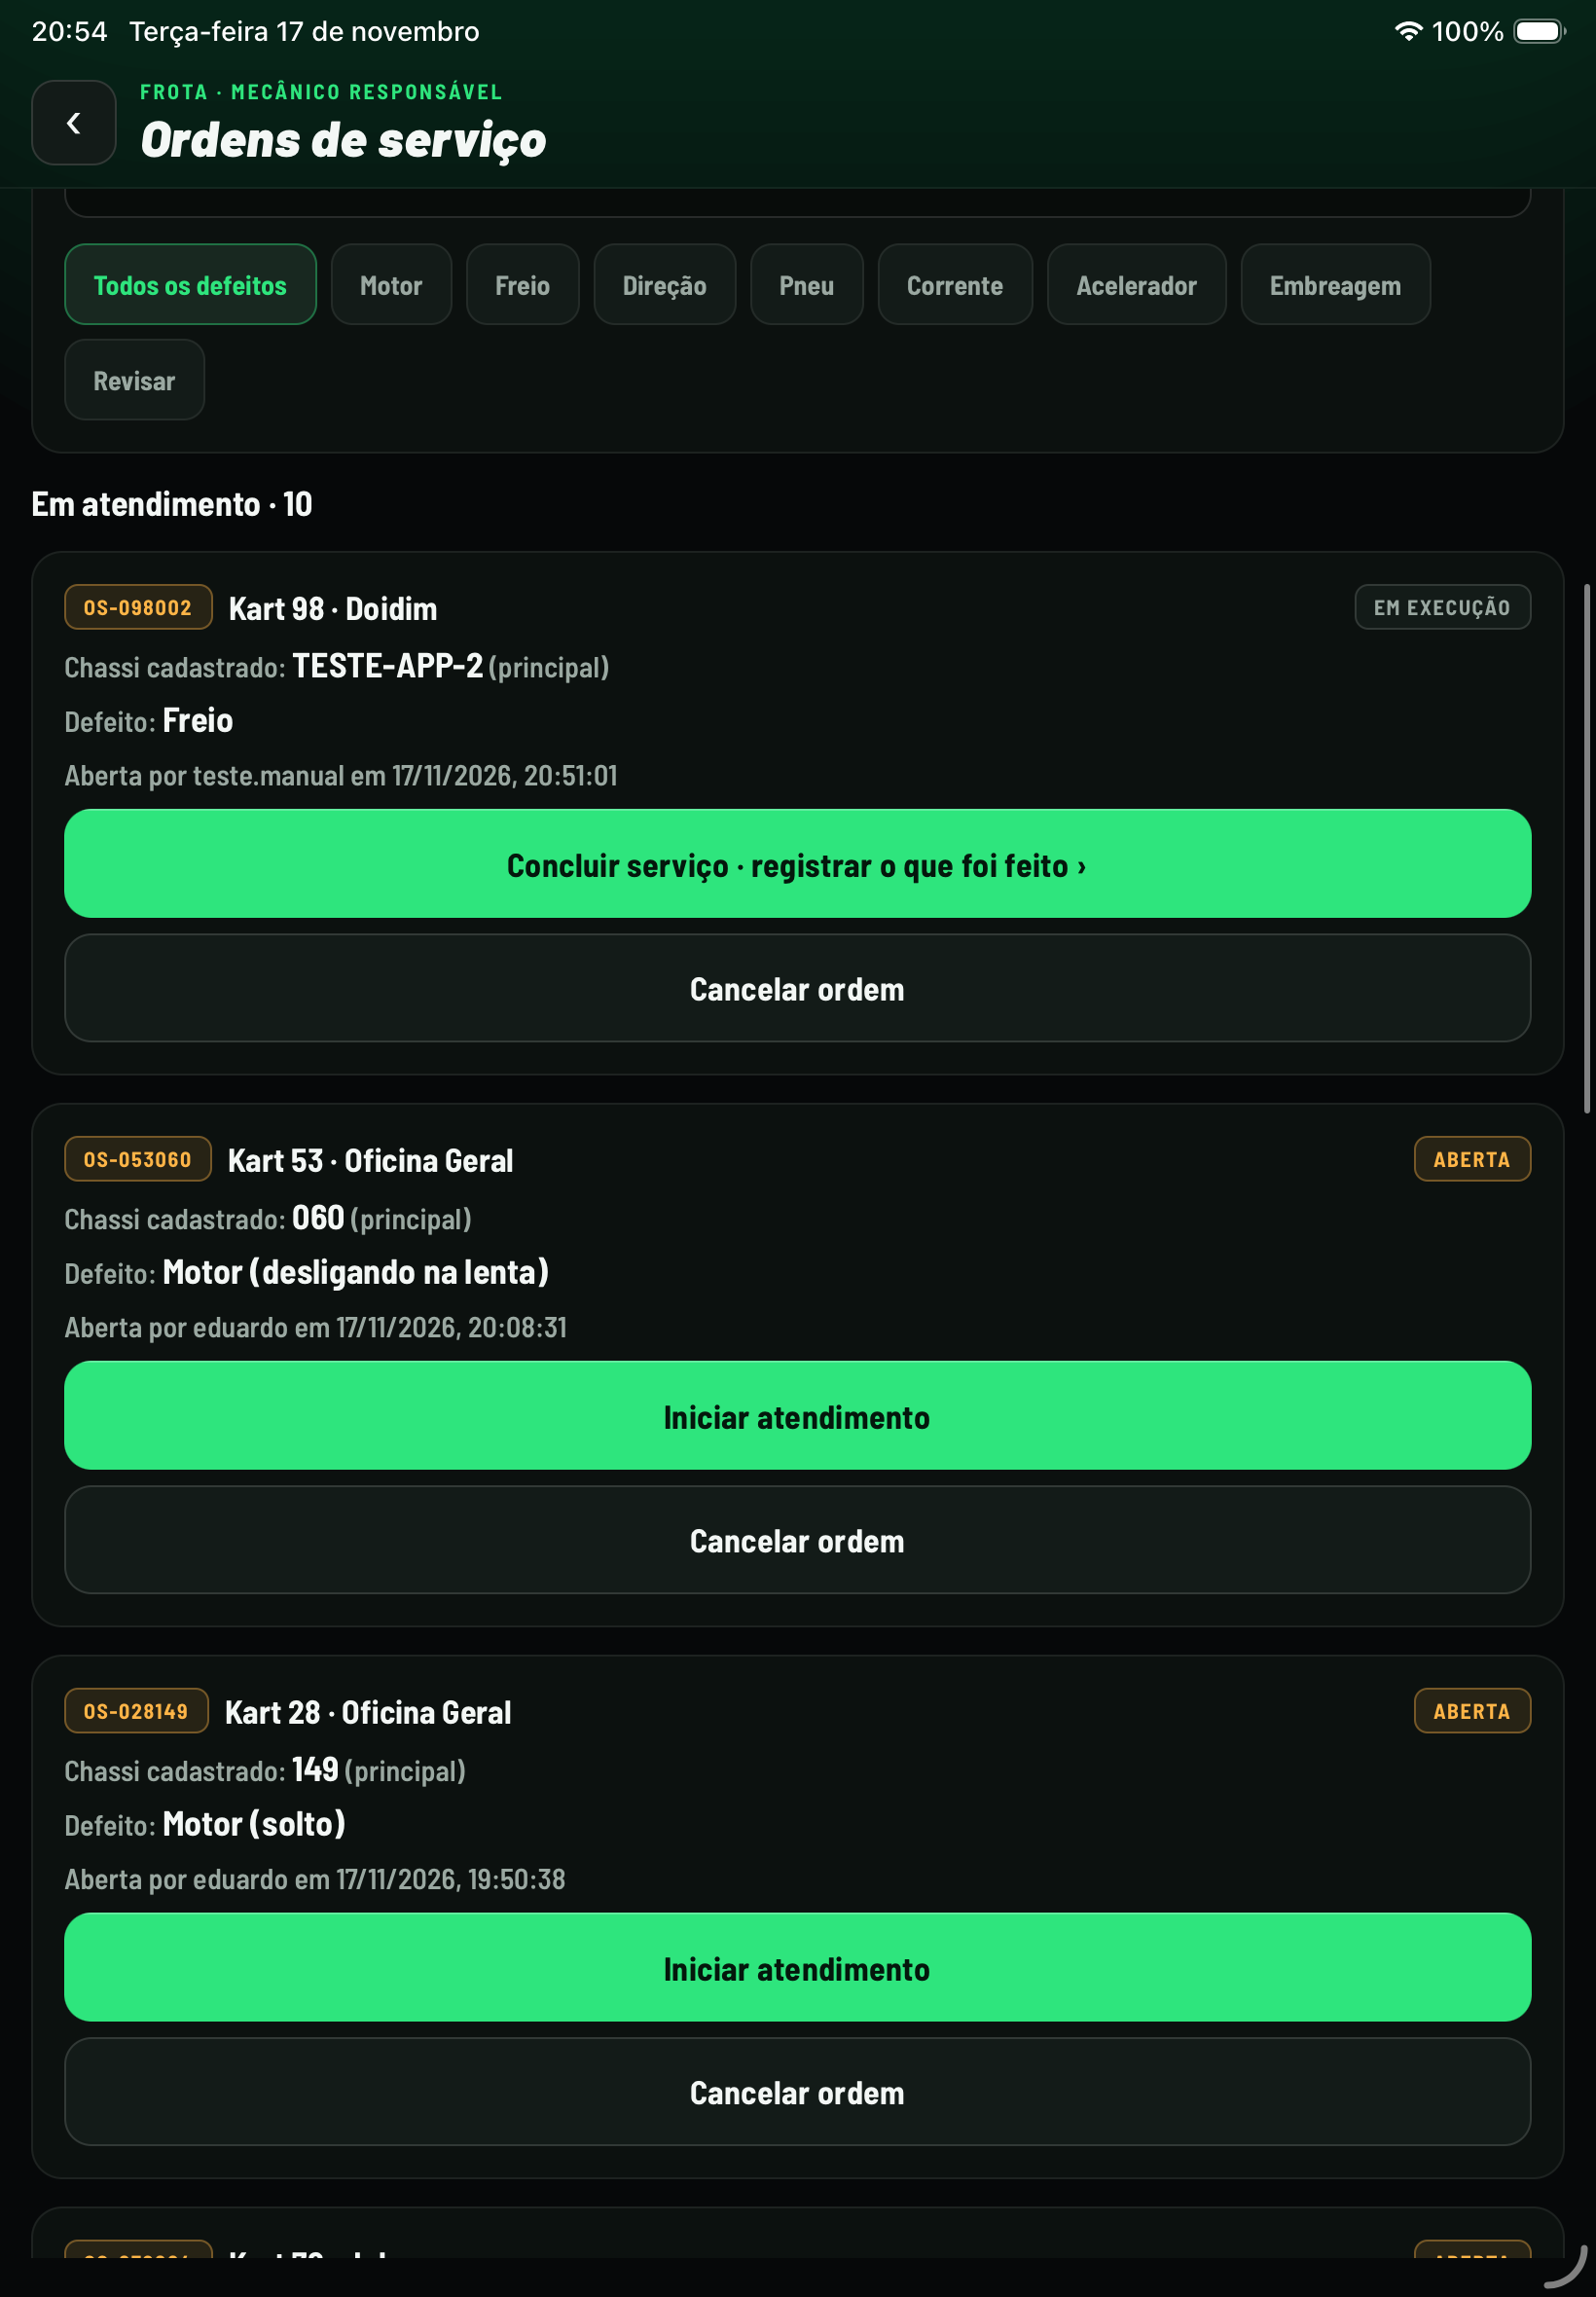 20:54 Terça-feira 17 de novembro 100%
FROTA · MECÂNICO RESPONSÁVEL
Ordens de serviço
Todos os defeitos Motor Freio Direção Pneu Corrente Acelerador Embreagem
Revisar
Em atendimento · 10
OS-098002 Kart 98 · Doidim EM EXECUÇÃO
Chassi cadastrado: TESTE-APP-2 (principal)
Defeito: Freio
Aberta por teste.manual em 17/11/2026, 20:51:01
Concluir serviço · registrar o que foi feito ›
Cancelar ordem
OS-053060 Kart 53 · Oficina Geral ABERTA
Chassi cadastrado: 060 (principal)
Defeito: Motor (desligando na lenta)
Aberta por eduardo em 17/11/2026, 20:08:31
Iniciar atendimento
Cancelar ordem
OS-028149 Kart 28 · Oficina Geral ABERTA
Chassi cadastrado: 149 (principal)
Defeito: Motor (solto)
Aberta por eduardo em 17/11/2026, 19:50:38
Iniciar atendimento
Cancelar ordem
Kart ABERTA